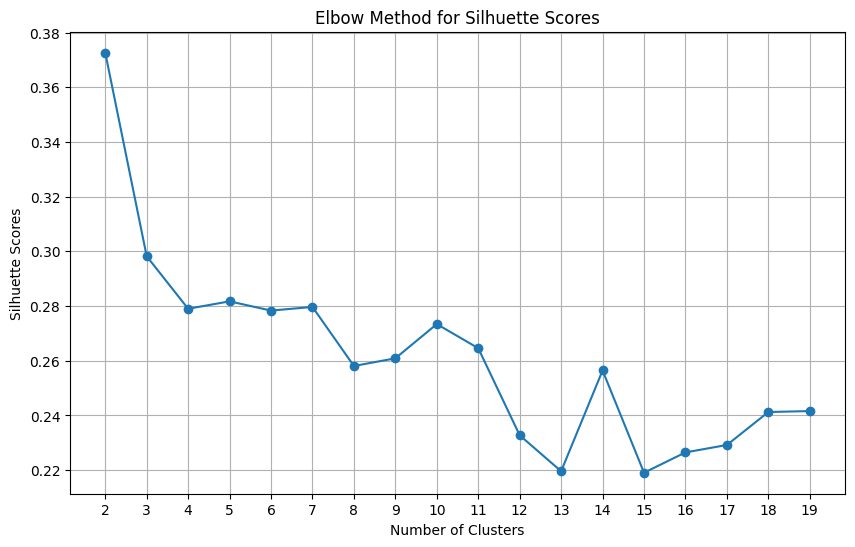 Elbow Method for Silhuette Scores
Silhuette Scores
0.38
0.36
0.34
0.32
0.30
0.28
0.26
0.24
0.22
2 3 4 5 6 7 8 9 10 11 12 13 14 15 16 17 18 19
Number of Clusters